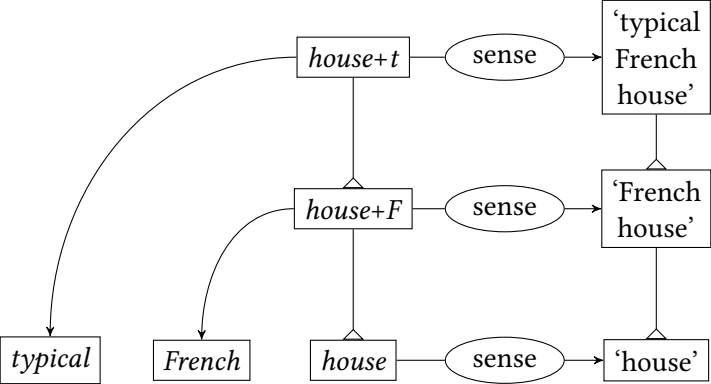 house+t
sense
‘typical
French
house’
house+F
sense
‘French
house’
typical
French
house
sense
‘house’